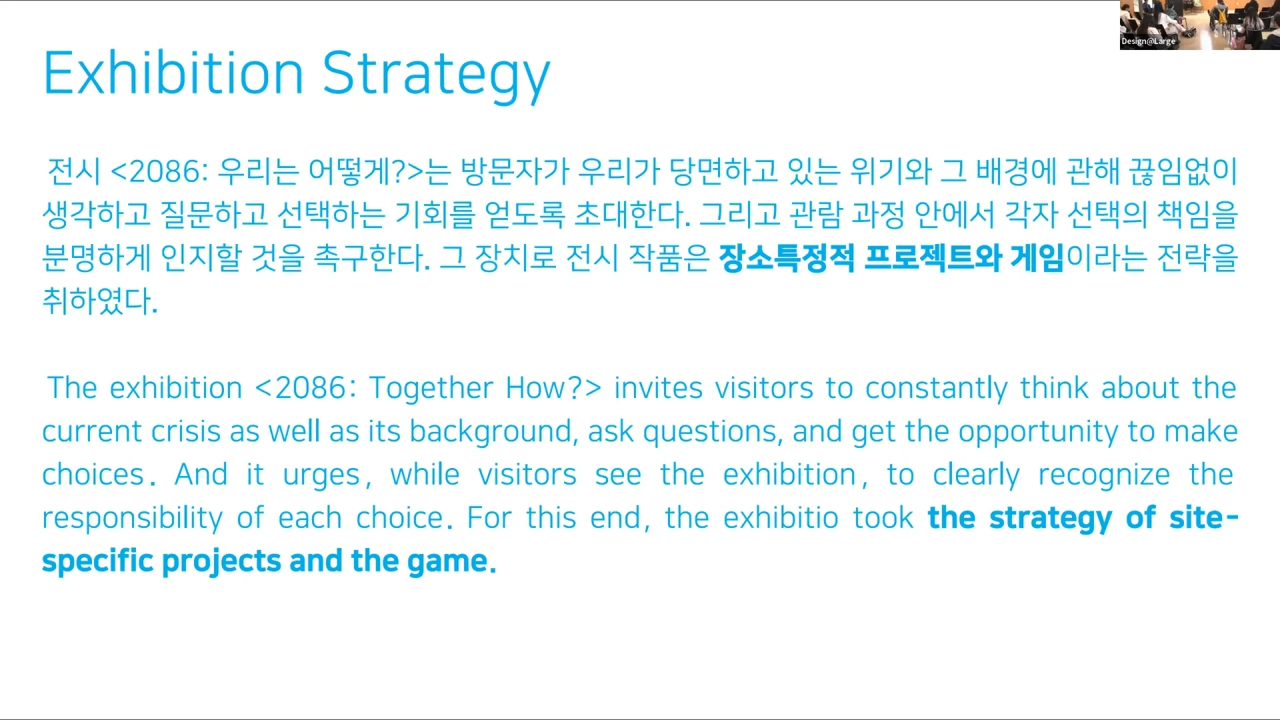 Design@Large
Exhibition Strategy
전시 <2086: 우리는 어떻게?>는 방문자가 우리가 당면하고 있는 위기와 그 배경에 관해 끊임없이
생각하고 질문하고 선택하는 기회를 얻도록 초대한다. 그리고 관람 과정 안에서 각자 선택의 책임을
분명하게 인지할 것을 촉구한다. 그 장치로 전시 작품은 장소특정적 프로젝트와 게임이라는 전략을
취하였다.
The exhibition <2086: Together How?> invites visitors to constantly think about the
current crisis as well as its background, ask questions, and get the opportunity to make
choices. And it urges, while visitors see the exhibition, to clearly recognize the
responsibility of each choice. For this end, the exhibitio took the strategy of site-
specific projects and the game.